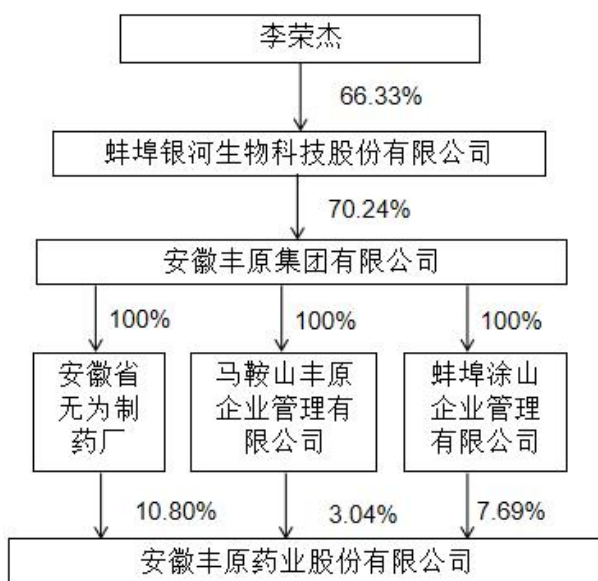 李荣杰
66.33%
蚌埠银河生物科技股份有限公司
70.24%
安徽丰原集团有限公司
100%
100%
100%
安徽省
无为制
药厂
马鞍山丰原
企业管理有
限公司
蚌埠涂山
企业管理
有限公司
10.80%
3.04%
7.69%
安徽丰原药业股份有限公司